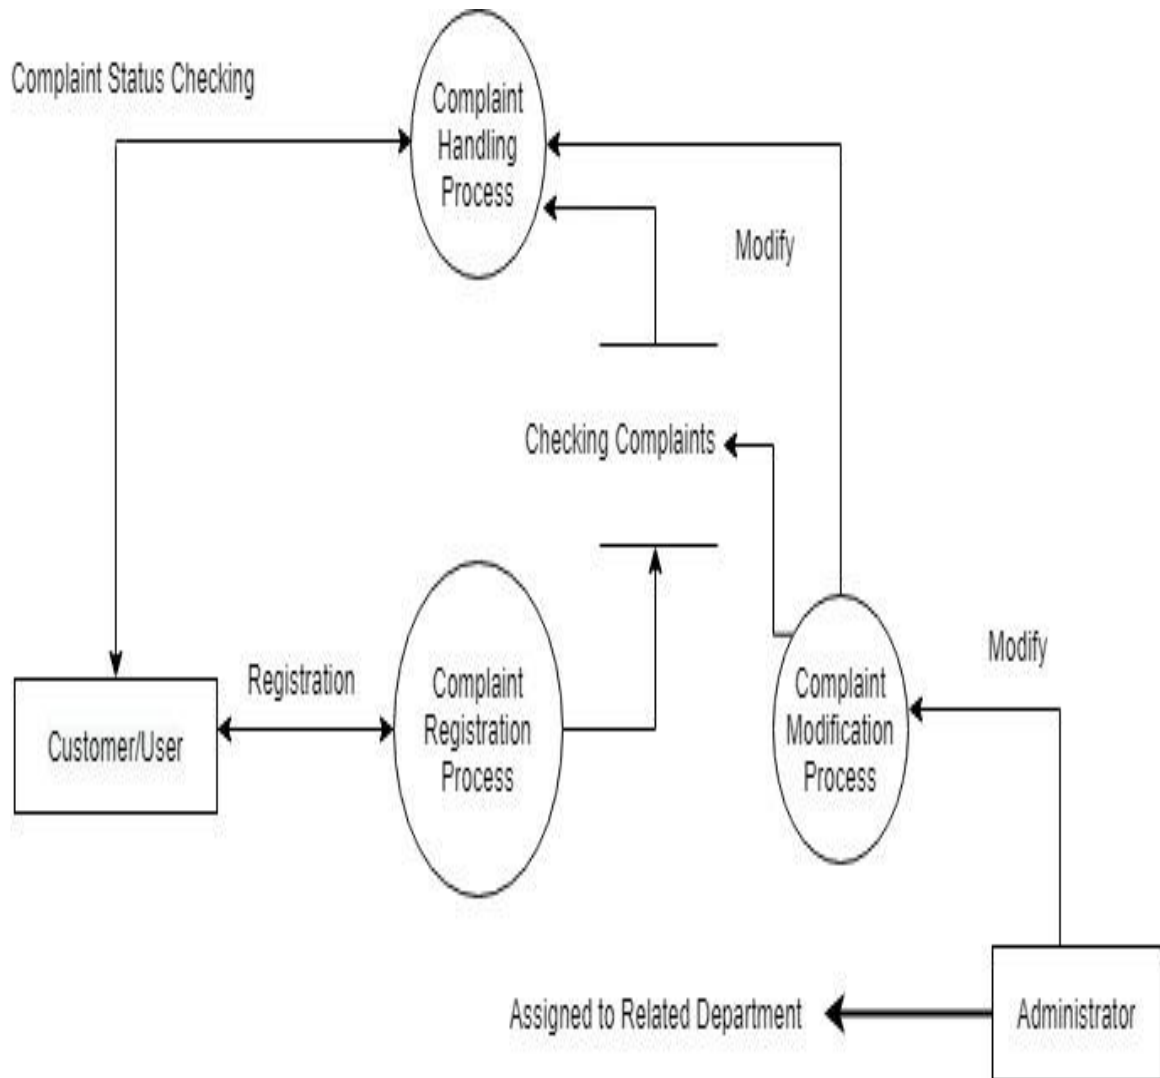 Complaint Status Checking
Complaint
Handling
Process
Modify
Checking Complaints
Registration
Customer/User
Complaint
Registration
Process
Complaint
Modification
Process
Modify
Assigned to Related Department
Administrator